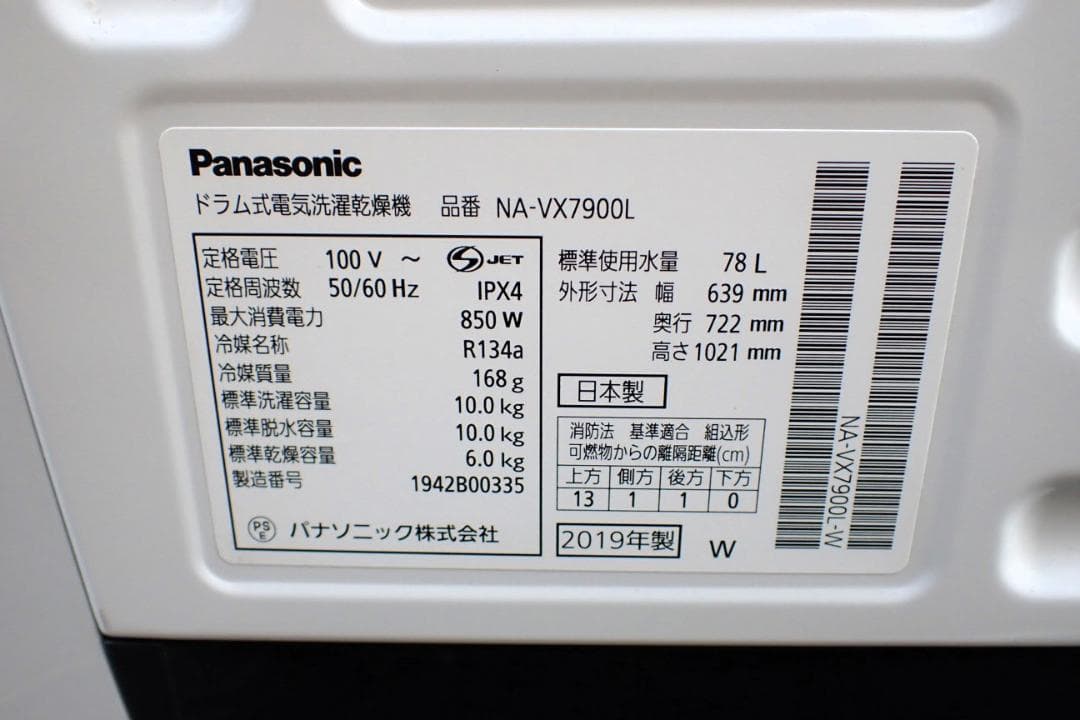 Panasonic
ドラム式電気洗濯乾燥機 品番 NA-VX7900L
定格電圧 100 V ～ S JET
定格周波数 50/60 Hz IPX4
最大消費電力 850 W
冷媒名称 R134a
冷媒質量 168 g
標準洗濯容量 10.0 kg
標準脱水容量 10.0 kg
標準乾燥容量 6.0 kg
製造番号 1942B00335
PS E パナソニック株式会社
標準使用水量 78 L
外形寸法 幅 639 mm
奥行 722 mm
高さ 1021 mm
日本製
消防法 基準適合 組込形
可燃物からの離隔距離(cm)
上方 側方 後方 下方
13 1 1 0
2019年製 W
NA-VX7900L-W